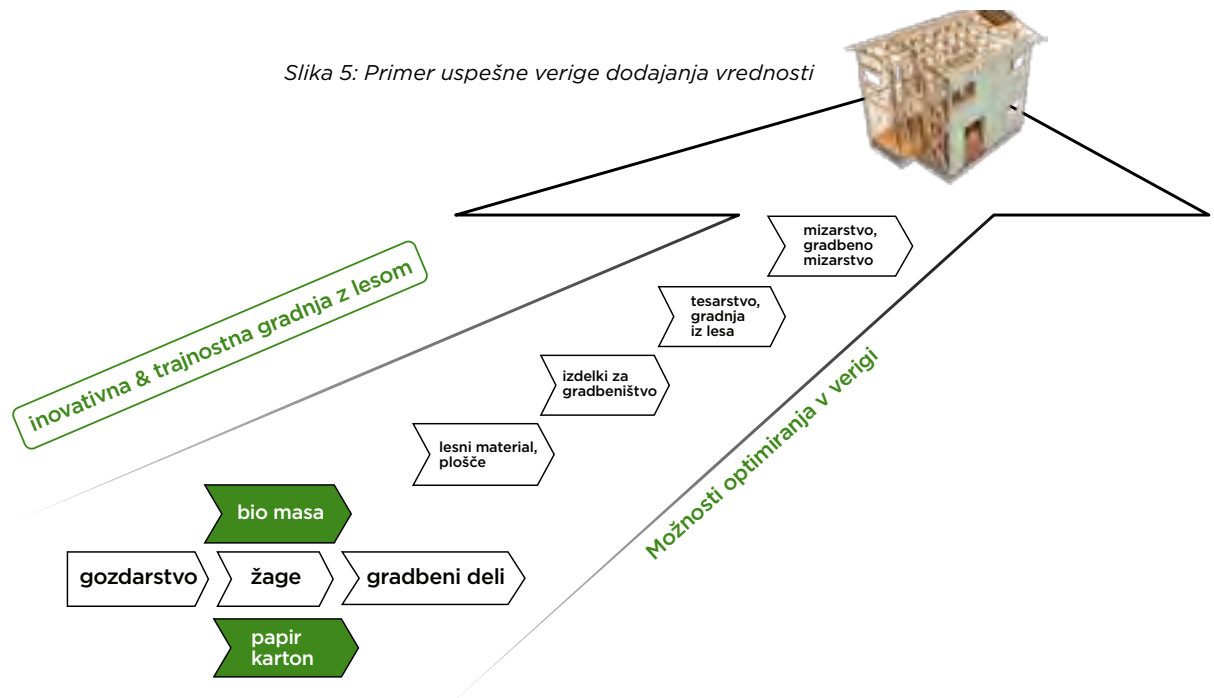 Slika 5: Primer uspešne verige dodajanja vrednosti
mizarstvo,
gradbeno
mizarstvo
inovativna & trajnostna gradnja z lesom
tesarstvo,
gradnja
iz lesa
izdelki za
gradbeništvo
Možnosti optimiranja v verigi
lesni material,
plošče
bio masa
gozdarstvo
žage
gradbeni deli
papir
karton